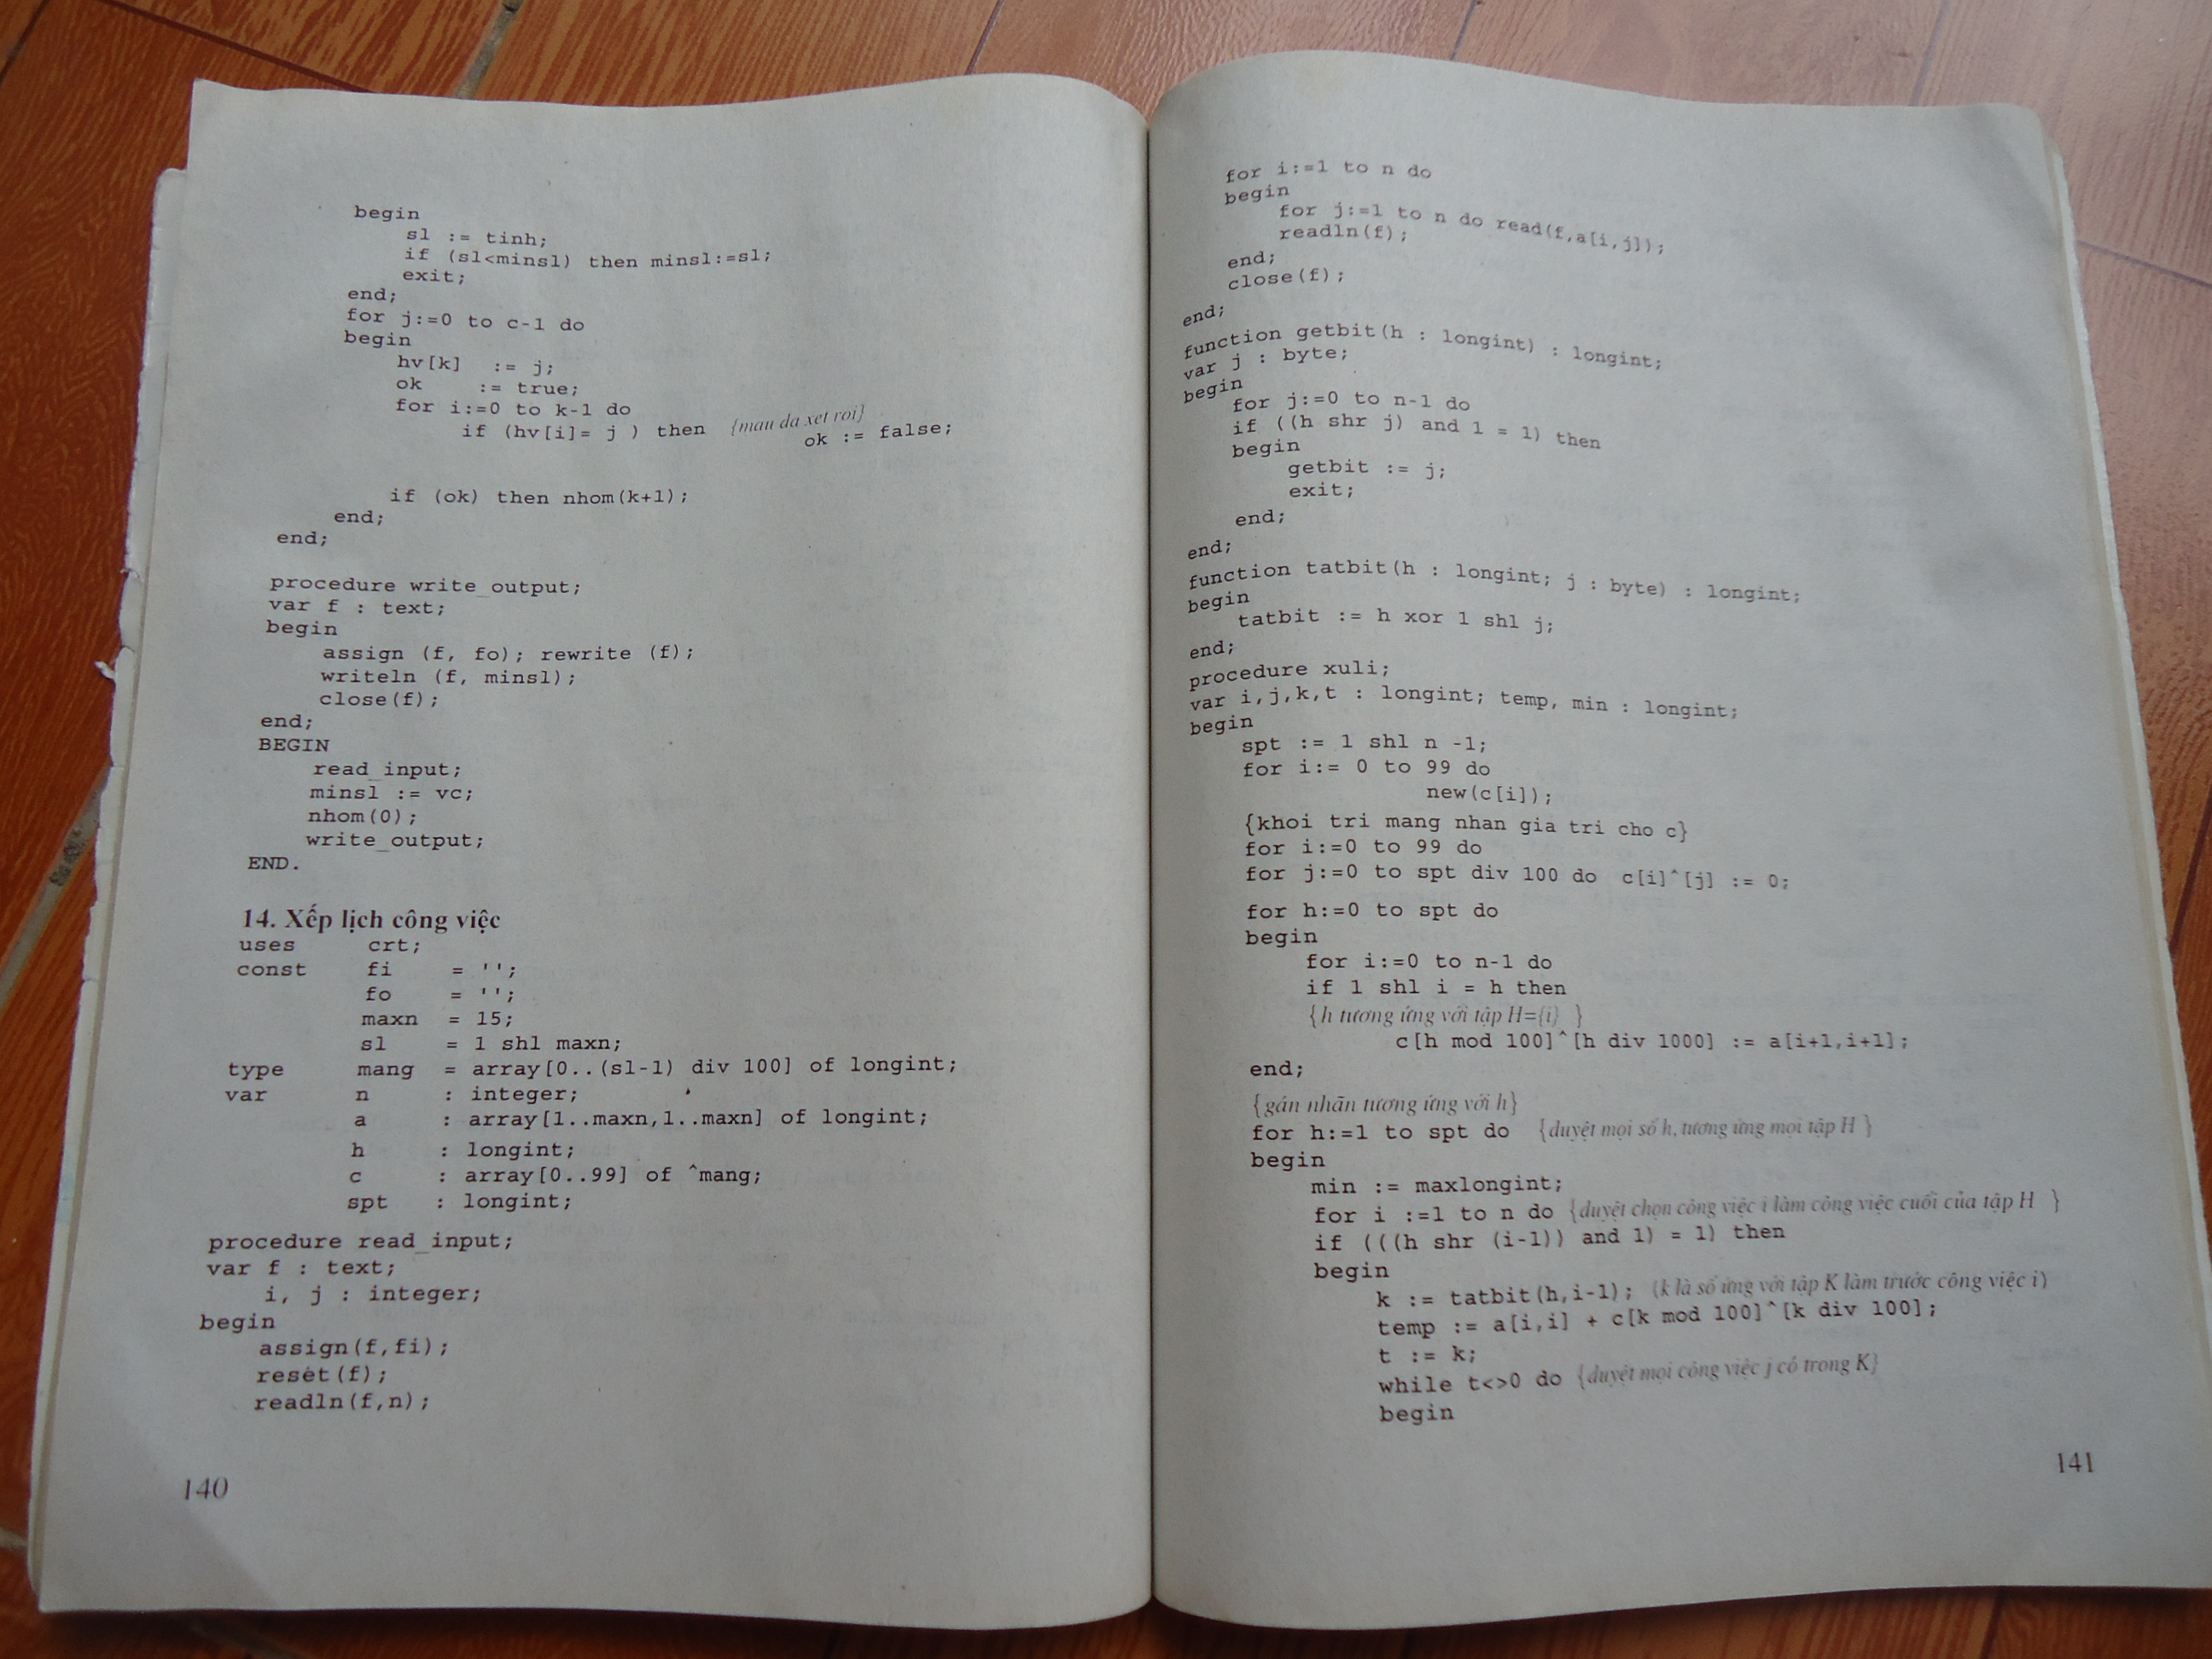 begin
sl := tinh;
if (sl<minsl) then minsl:=sl;
exit;
end;
for j:=0 to c-1 do
begin
hv[k] := j;
ok := true;
for i:=0 to k-1 do
if (hv[i]= j ) then {mau da xet roi}
ok := false;
if (ok) then nhom(k+1);
end;
end;
procedure write_output;
var f : text;
begin
assign (f, fo); rewrite (f);
writeln (f, minsl);
close(f);
end;
BEGIN
read_input;
minsl := vc;
nhom(0);
write_output;
END.
14. Xếp lịch công việc
uses crt;
const fi = '';
fo = '';
maxn = 15;
sl = 1 shl maxn;
type mang = array[0..(sl-1) div 100] of longint;
var n : integer;
a : array[1..maxn,1..maxn] of longint;
h : longint;
c : array[0..99] of ^mang;
spt : longint;
procedure read_input;
var f : text;
i, j : integer;
begin
assign(f,fi);
reset(f);
readln(f,n);
140
for i:=1 to n do
begin
for j:=1 to n do read(f,a[i,j]);
readln(f);
end;
close(f);
end;
function getbit(h : longint) : longint;
var j : byte;
begin
for j:=0 to n-1 do
if ((h shr j) and 1 = 1) then
begin
getbit := j;
exit;
end;
end;
function tatbit(h : longint; j : byte) : longint;
begin
tatbit := h xor 1 shl j;
end;
procedure xuli;
var i,j,k,t : longint; temp, min : longint;
begin
spt := 1 shl n -1;
for i:= 0 to 99 do
new(c[i]);
{khoi tri mang nhan gia tri cho c}
for i:=0 to 99 do
for j:=0 to spt div 100 do c[i]^[j] := 0;
for h:=0 to spt do
begin
for i:=0 to n-1 do
if 1 shl i = h then
{h tương ứng với tập H={i} }
c[h mod 100]^[h div 1000] := a[i+1,i+1];
end;
{gán nhãn tương ứng với h}
for h:=1 to spt do {duyệt mọi số h, tương ứng mọi tập H }
begin
min := maxlongint;
for i :=1 to n do {duyệt chọn công việc i làm công việc cuối của tập H }
if (((h shr (i-1)) and 1) = 1) then
begin
k := tatbit(h,i-1); (k là số ứng với tập K làm trước công việc i)
temp := a[i,i] + c[k mod 100]^[k div 100];
t := k;
while t<>0 do {duyệt mọi công việc j có trong K}
begin
141